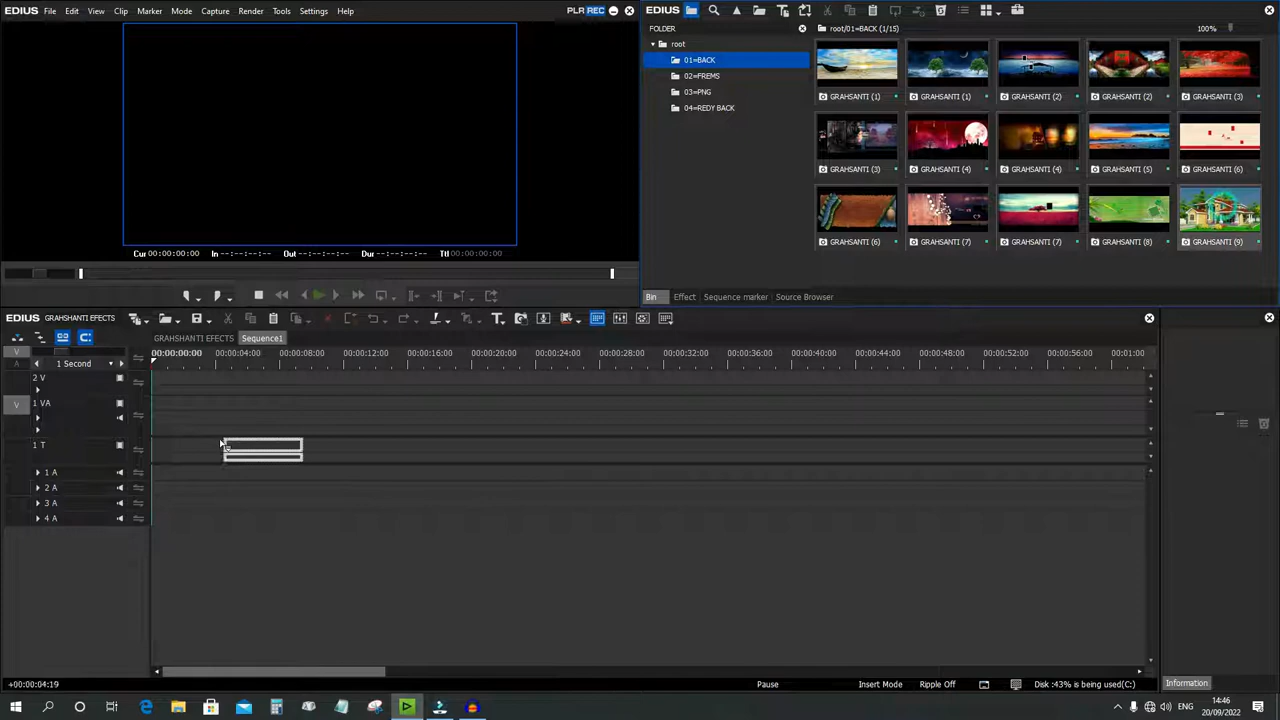 EDIUS File Edit View Clip Marker Mode Capture Render Tools Settings Help PLR REC
Cur 00:00:00:00 In --:--:--:-- Out --:--:--:-- Dur --:--:--:-- Ttl 00:00:00:00
EDIUS
FOLDER
root/01=BACK (1/15) 100%
root
01=BACK
02=FREMS
03=PNG
04=REDY BACK
GRAHSANTI (1) GRAHSANTI (1) GRAHSANTI (2) GRAHSANTI (2) GRAHSANTI (3)
GRAHSANTI (3) GRAHSANTI (4) GRAHSANTI (4) GRAHSANTI (5) GRAHSANTI (6)
GRAHSANTI (6) GRAHSANTI (7) GRAHSANTI (7) GRAHSANTI (8) GRAHSANTI (9)
Bin Effect Sequence marker Source Browser
EDIUS GRAHSHANTI EFFECTS
GRAHSHANTI EFFECTS Sequence1
V
A
1 Second
00:00:00:00 00:00:04:00 00:00:08:00 00:00:12:00 00:00:16:00 00:00:20:00 00:00:24:00 00:00:28:00 00:00:32:00 00:00:36:00 00:00:40:00 00:00:44:00 00:00:48:00 00:00:52:00 00:00:56:00 00:01:00
2 V
V 1 VA
1 T
1 A
2 A
3 A
4 A
+00:00:04:19 Pause Insert Mode Ripple Off Disk :43% is being used(C:)
Information
14:46
20/09/2022